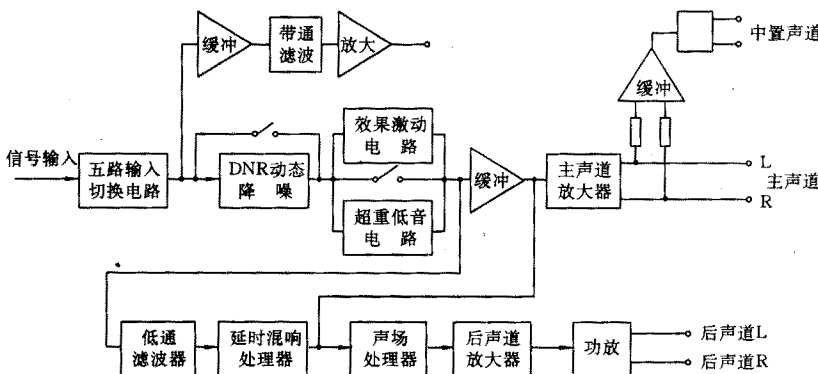 缓冲
带通
滤波
放大
中置声道
缓冲
信号输入
五路输入
切换电路
DNR动态
降 噪
效果激动
电 路
超重低音
电 路
缓冲
主声道
放大器
L
主声道
R
低通
滤波器
延时混响
处理器
声场
处理器
后声道
放大器
功放
后声道L
后声道R